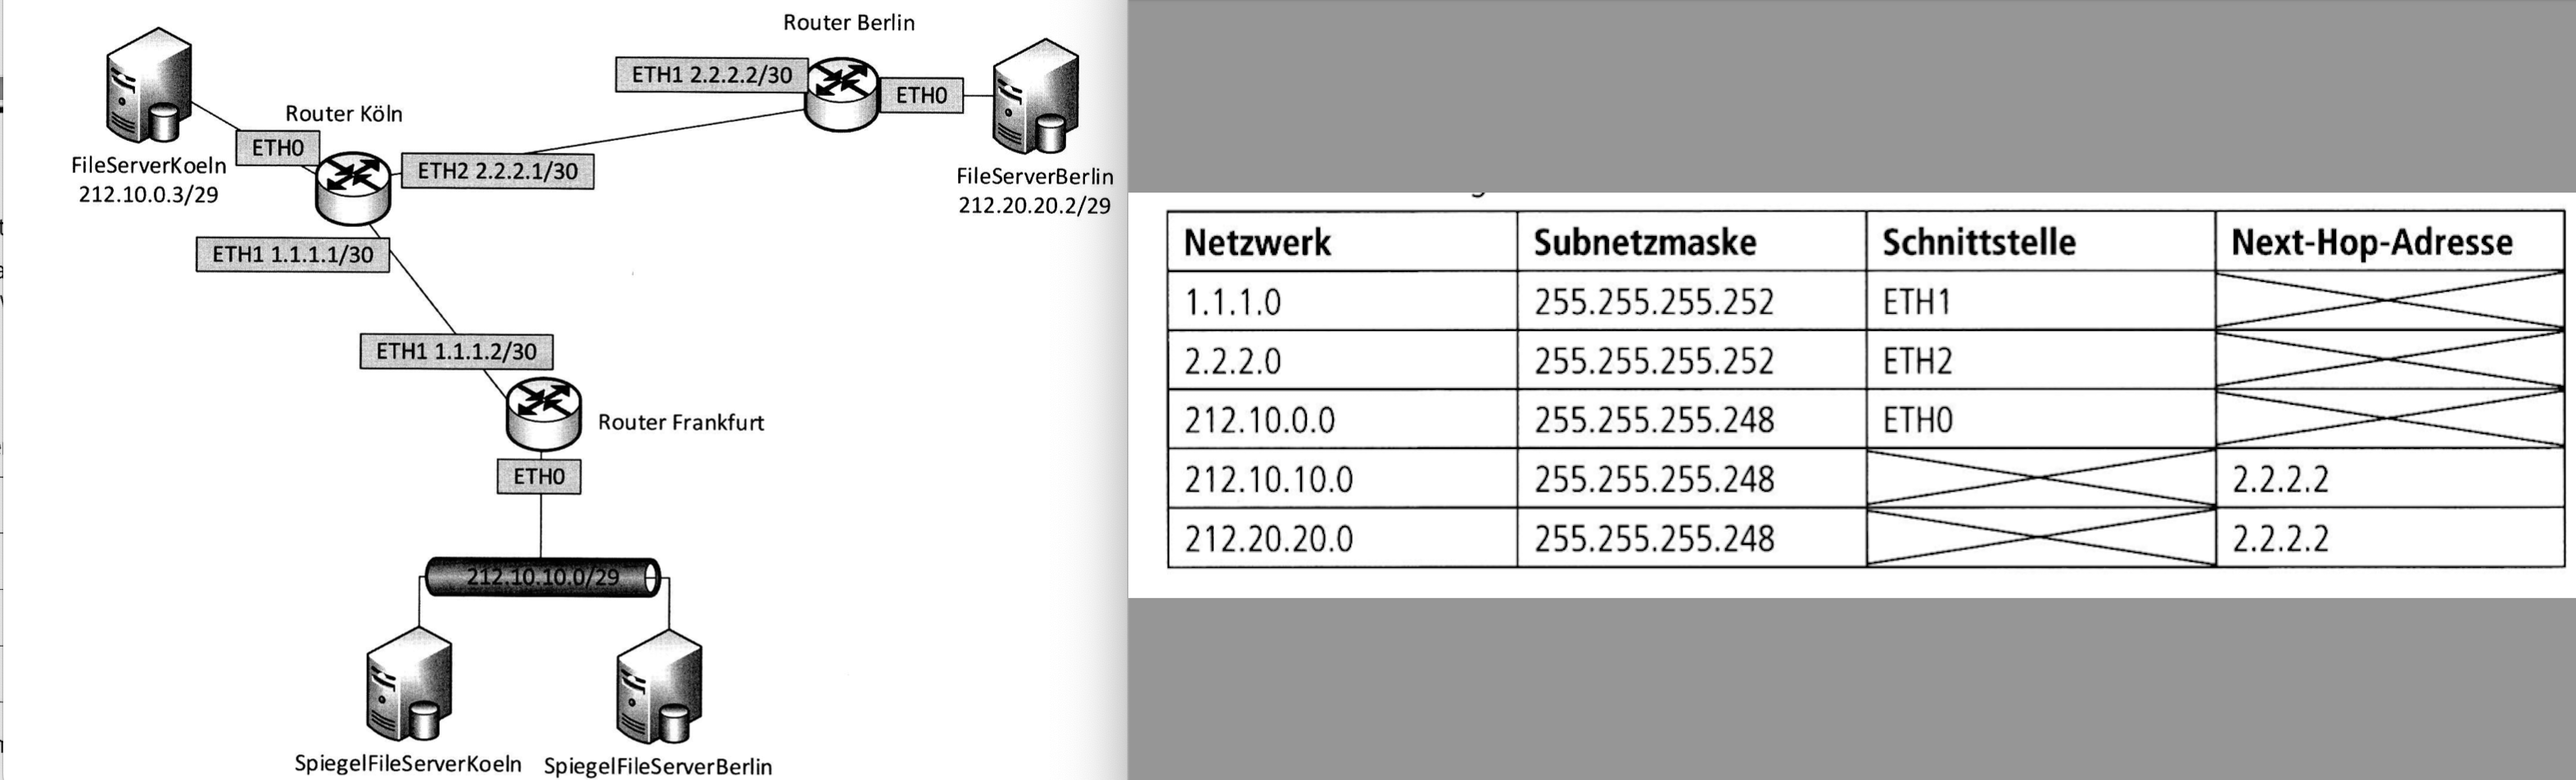 Router Berlin
ETH1 2.2.2.2/30
ETH0
Router Köln
ETH0
FileServerKoeln
212.10.0.3/29
ETH2 2.2.2.1/30
FileServerBerlin
212.20.20.2/29
ETH1 1.1.1.1/30
ETH1 1.1.1.2/30
Router Frankfurt
ETH0
212.10.10.0/29
SpiegelFileServerKoeln SpiegelFileServerBerlin
Netzwerk Subnetzmaske Schnittstelle Next-Hop-Adresse
1.1.1.0 255.255.255.252 ETH1
2.2.2.0 255.255.255.252 ETH2
212.10.0.0 255.255.255.248 ETH0
212.10.10.0 255.255.255.248 2.2.2.2
212.20.20.0 255.255.255.248 2.2.2.2